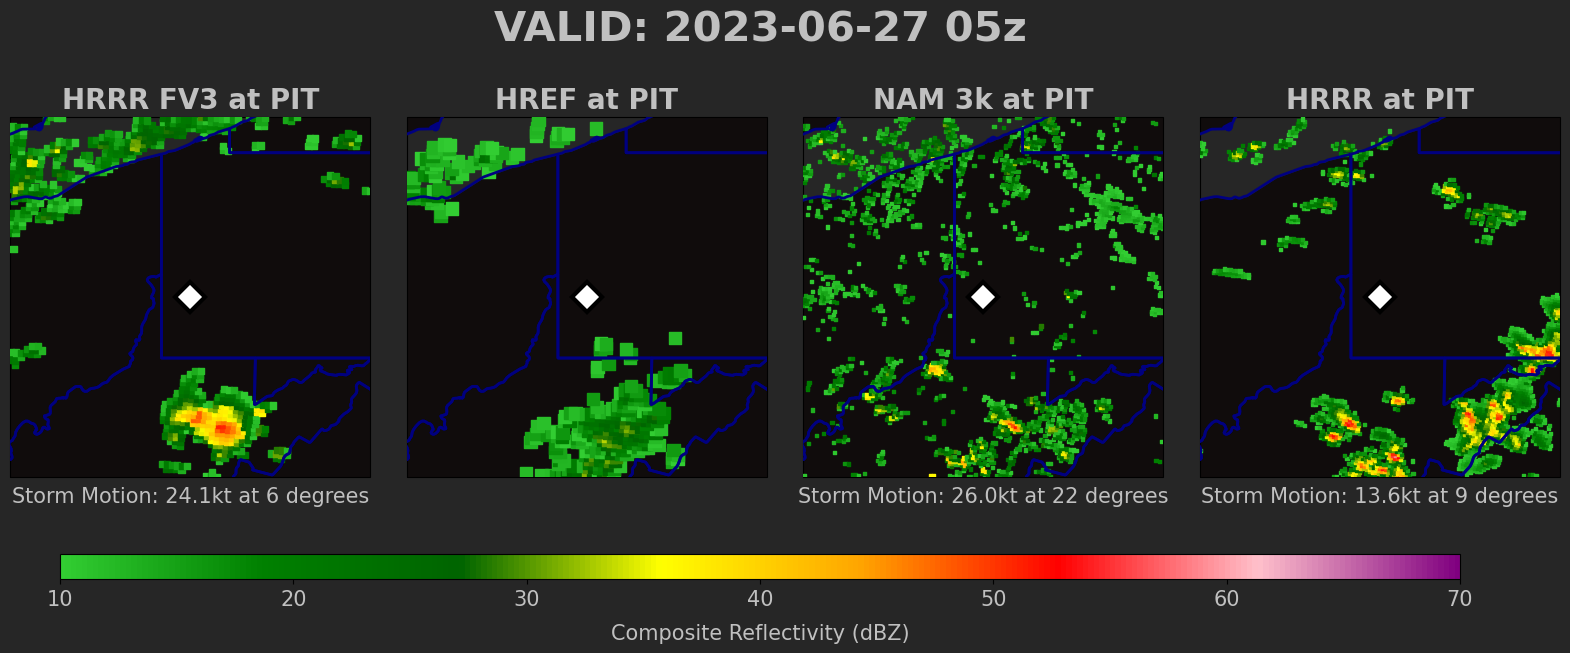 VALID: 2023-06-27 05z
HRRR FV3 at PIT
HREF at PIT
NAM 3k at PIT
HRRR at PIT
Storm Motion: 24.1kt at 6 degrees
Storm Motion: 26.0kt at 22 degrees
Storm Motion: 13.6kt at 9 degrees
10 20 30 40 50 60 70
Composite Reflectivity (dBZ)